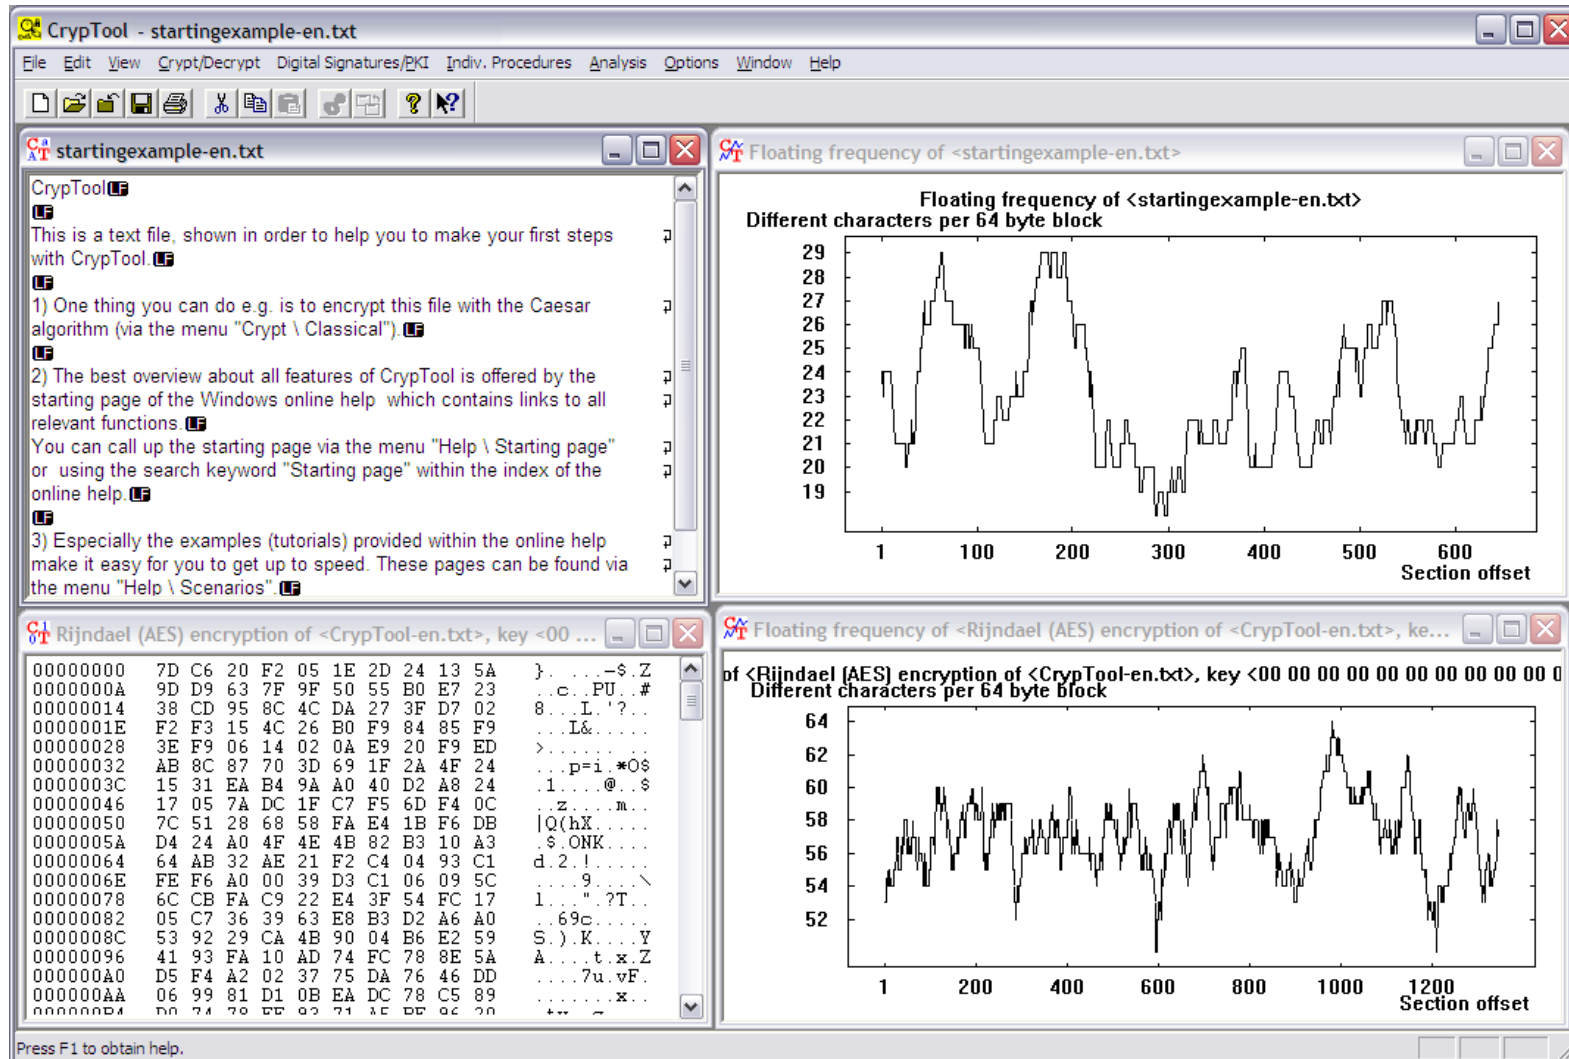 CrypTool - startingexample-en.txt
File Edit View Crypt/Decrypt Digital Signatures/PKI Indiv. Procedures Analysis Options Window Help
startingexample-en.txt
CrypTool LF
LF
This is a text file, shown in order to help you to make your first steps
with CrypTool. LF
LF
1) One thing you can do e.g. is to encrypt this file with the Caesar
algorithm (via the menu "Crypt \ Classical"). LF
LF
2) The best overview about all features of CrypTool is offered by the
starting page of the Windows online help  which contains links to all
relevant functions. LF
You can call up the starting page via the menu "Help \ Starting page"
or  using the search keyword "Starting page" within the index of the
online help. LF
LF
3) Especially the examples (tutorials) provided within the online help
make it easy for you to get up to speed. These pages can be found via
the menu "Help \ Scenarios". LF
Floating frequency of <startingexample-en.txt>
Floating frequency of <startingexample-en.txt>
Different characters per 64 byte block
29
28
27
26
25
24
23
22
21
20
19
1 100 200 300 400 500 600
Section offset
Rijndael (AES) encryption of <CrypTool-en.txt>, key <00 ...
00000000 7D C6 20 F2 05 1E 2D 24 13 5A }. ....-$.Z
0000000A 9D D9 63 7F 9F 50 55 B0 E7 23 ..c..PU..#
00000014 38 CD 95 8C 4C DA 27 3F D7 02 8...L.'?..
0000001E F2 F3 15 4C 26 B0 F9 84 85 F9 ...L&.....
00000028 3E F9 06 14 02 0A E9 20 F9 ED >...... ..
00000032 AB 8C 87 70 3D 69 1F 2A 4F 24 ...p=i.*O$
0000003C 15 31 EA B4 9A A0 40 D2 A8 24 .1....@..$
00000046 17 05 7A DC 1F C7 F5 6D F4 0C ..z....m..
00000050 7C 51 28 68 58 FA E4 1B F6 DB |Q(hX.....
0000005A D4 24 A0 4F 4E 4B 82 B3 10 A3 .$.ONK....
00000064 64 AB 32 AE 21 F2 C4 04 93 C1 d.2.!.....
0000006E FE F6 A0 00 39 D3 C1 06 09 5C ....9....\
00000078 6C CB FA C9 22 E4 3F 54 FC 17 l...".?T..
00000082 05 C7 36 39 63 E8 B3 D2 A6 A0 ..69c.....
0000008C 53 92 29 CA 4B 90 04 B6 E2 59 S.).K....Y
00000096 41 93 FA 10 AD 74 FC 78 8E 5A A....t.x.Z
000000A0 D5 F4 A2 02 37 75 DA 76 46 DD ....7u.vF.
000000AA 06 99 81 D1 0B EA DC 78 C5 89 .......x..
Floating frequency of <Rijndael (AES) encryption of <CrypTool-en.txt>, ke...
of <Rijndael (AES) encryption of <CrypTool-en.txt>, key <00 00 00 00 00 00 00 00 00 00 00 0
Different characters per 64 byte block
64
62
60
58
56
54
52
1 200 400 600 800 1000 1200
Section offset
Press F1 to obtain help.